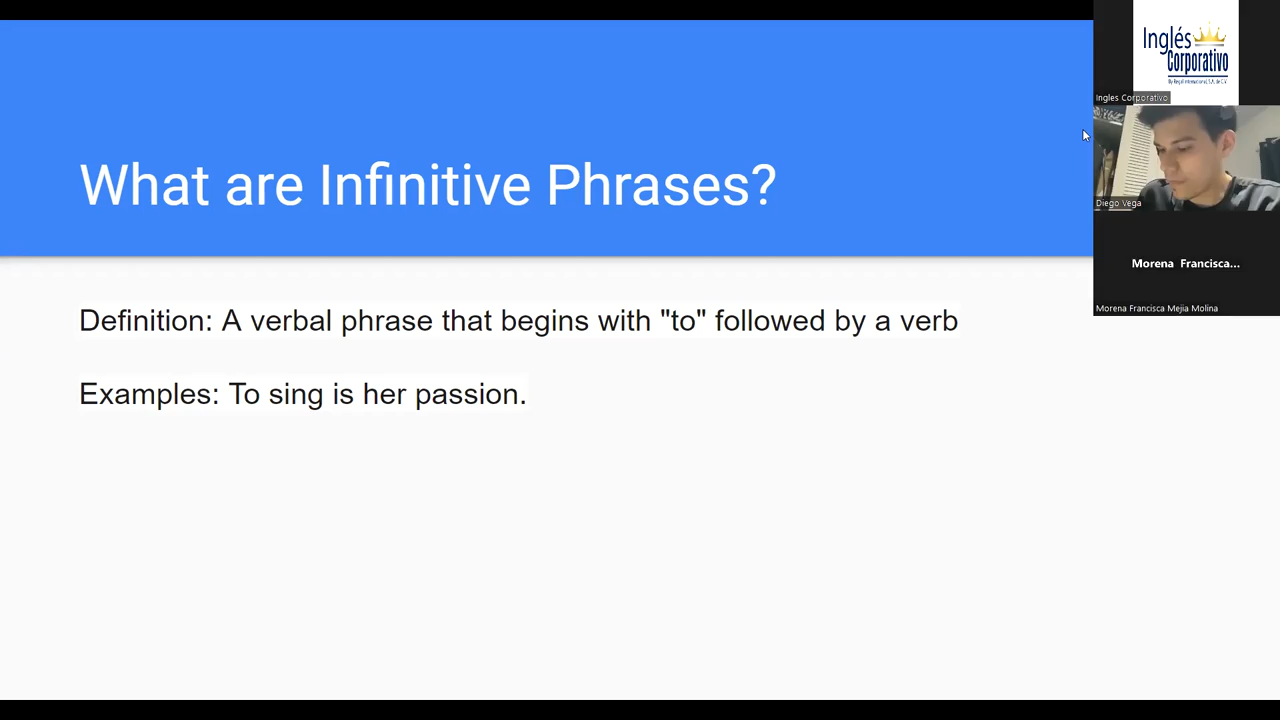 What are Infinitive Phrases?
Definition: A verbal phrase that begins with "to" followed by a verb
Examples: To sing is her passion.
Inglés
Corporativo
Ingles Corporativo
Diego Vega
Morena Francisca...
Morena Francisca Mejia Molina